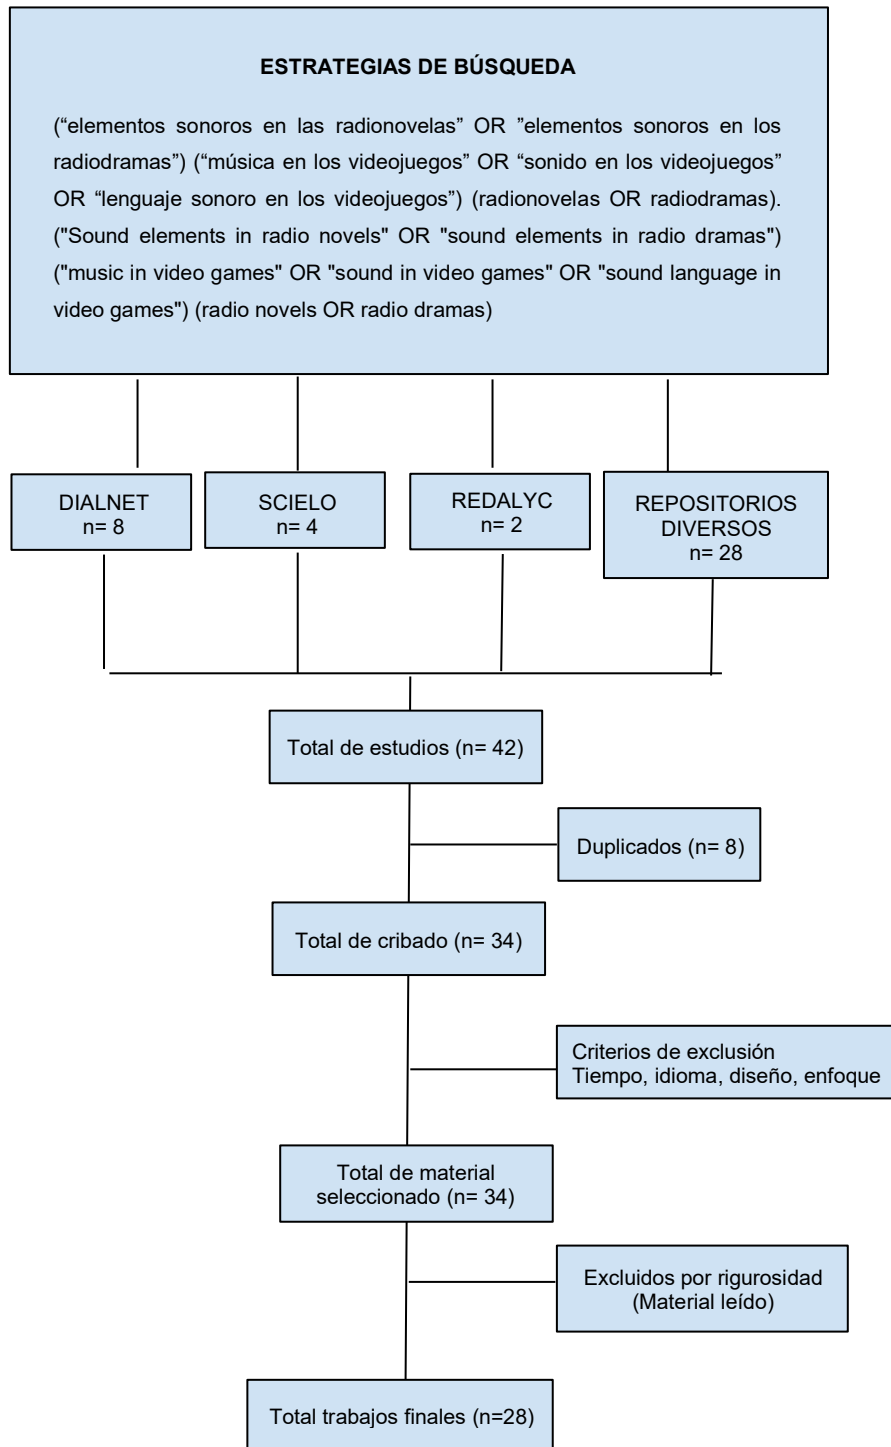 ESTRATEGIAS DE BÚSQUEDA
(“elementos sonoros en las radionovelas” OR ”elementos sonoros en los
radiodramas”) (“música en los videojuegos” OR “sonido en los videojuegos”
OR “lenguaje sonoro en los videojuegos”) (radionovelas OR radiodramas).
("Sound elements in radio novels" OR "sound elements in radio dramas")
("music in video games" OR "sound in video games" OR "sound language in
video games") (radio novels OR radio dramas)
DIALNET
n= 8
SCIELO
n= 4
REDALYC
n= 2
REPOSITORIOS
DIVERSOS
n= 28
Total de estudios (n= 42)
Duplicados (n= 8)
Total de cribado (n= 34)
Criterios de exclusión
Tiempo, idioma, diseño, enfoque
Total de material
seleccionado (n= 34)
Excluidos por rigurosidad
(Material leído)
Total trabajos finales (n=28)